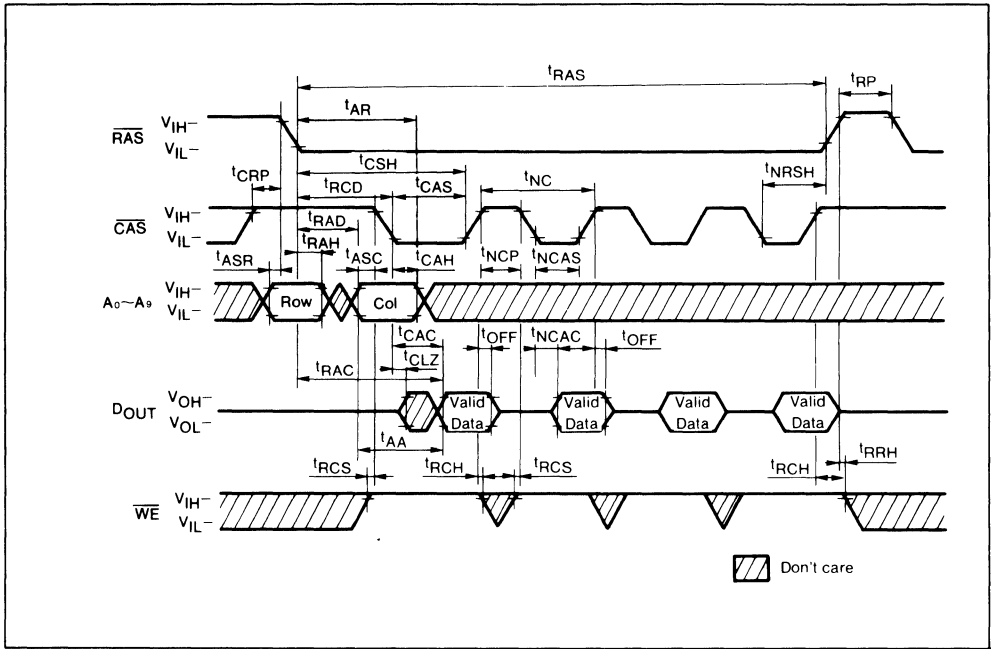 tRAS
tRP
tAR
RAS
VIH–
VIL–
tCSH
tCRP
tRCD
tCAS
tNC
tNRSH
CAS
VIH–
VIL–
tRAD
tRAH
tASR
tASC
tCAH
tNCP
tNCAS
A0~A9
VIH–
VIL–
Row
Col
tCAC
tOFF
tNCAC
tOFF
tCLZ
tRAC
DOUT
VOH–
VOL–
Valid Data
Valid Data
Valid Data
Valid Data
tAA
tRCS
tRCH
tRCS
tRCH
tRRH
WE
VIH–
VIL–
Don't care